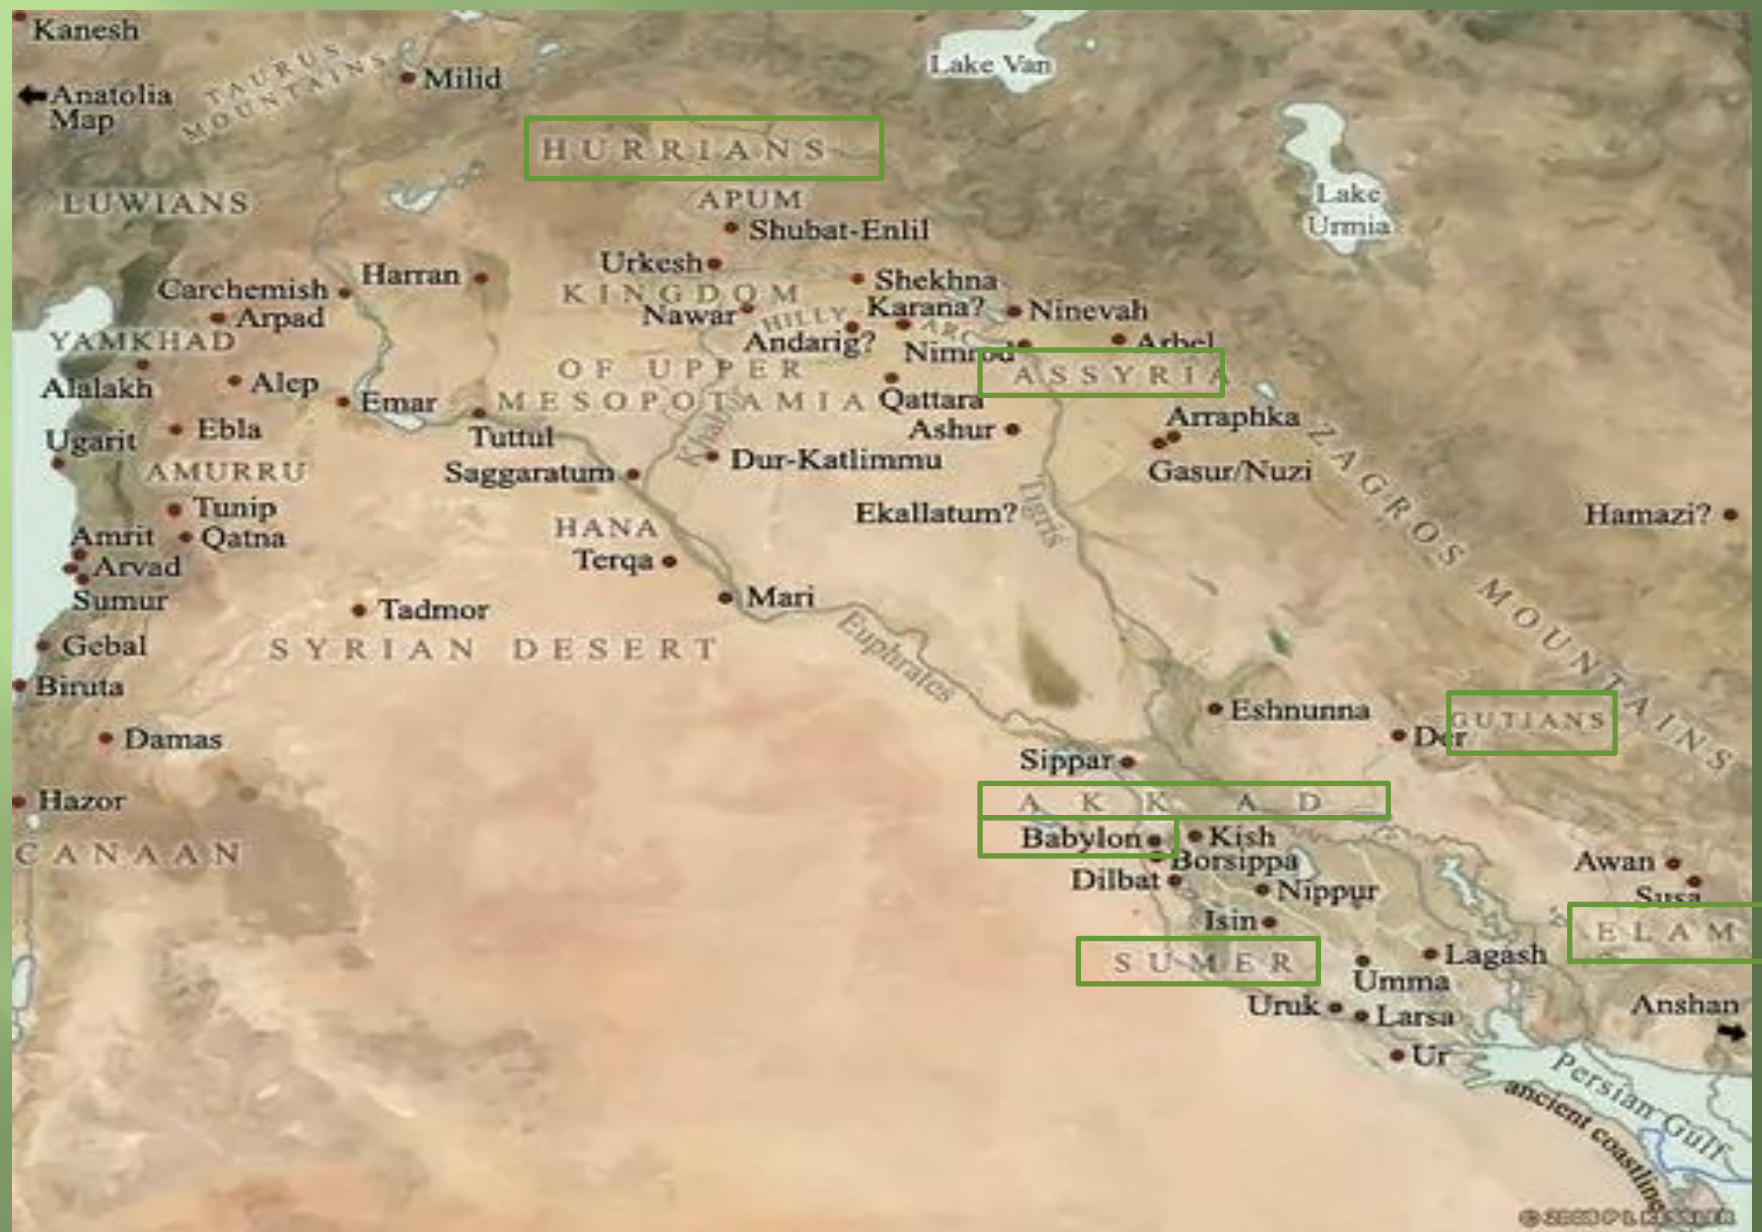 Kanesh
TAURUS
MOUNTAINS
Milid
Lake Van
Anatolia
Map
HURRIANS
Lake
Urmia
LUWIANS
APUM
Shubat-Enlil
Urkesh
Harran
Shekhna
Carchemish
KINGDOM
Karana?
Ninevah
Nawar
HILLY
ARC
Arpad
YAMKHAD
Andarig?
Nimrod
Arbel
OF UPPER
ASSYRIA
Alalakh
Alep
Emar
MESOPOTAMIA
Qattara
Arraphka
Ugarit
Ebla
Tuttul
Ashur
AMURRU
Saggaratum
Dur-Katlimmu
Gasur/Nuzi
ZAGROS MOUNTAINS
Tunip
HANA
Ekallatum?
Tigris
Hamazi?
Amrit
Qatna
Arvad
Terqa
Sumur
Tadmor
Mari
Gebal
SYRIAN DESERT
Euphrates
Biruta
Damas
Eshnunna
GUTIANS
Der
Sippar
Hazor
AKKAD
Babylon
Kish
CANAAN
Borsippa
Awan
Dilbat
Nippur
Susa
Isin
ELAM
SUMER
Lagash
Umma
Uruk
Larsa
Anshan
Ur
Persian Gulf
ancient coastline